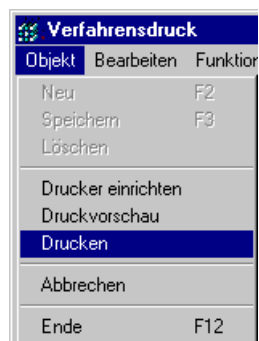 Verfahrensdruck
Objekt Bearbeiten Funktion
Neu F2
Speichern F3
Löschen
Drucker einrichten
Druckvorschau
Drucken
Abbrechen
Ende F12